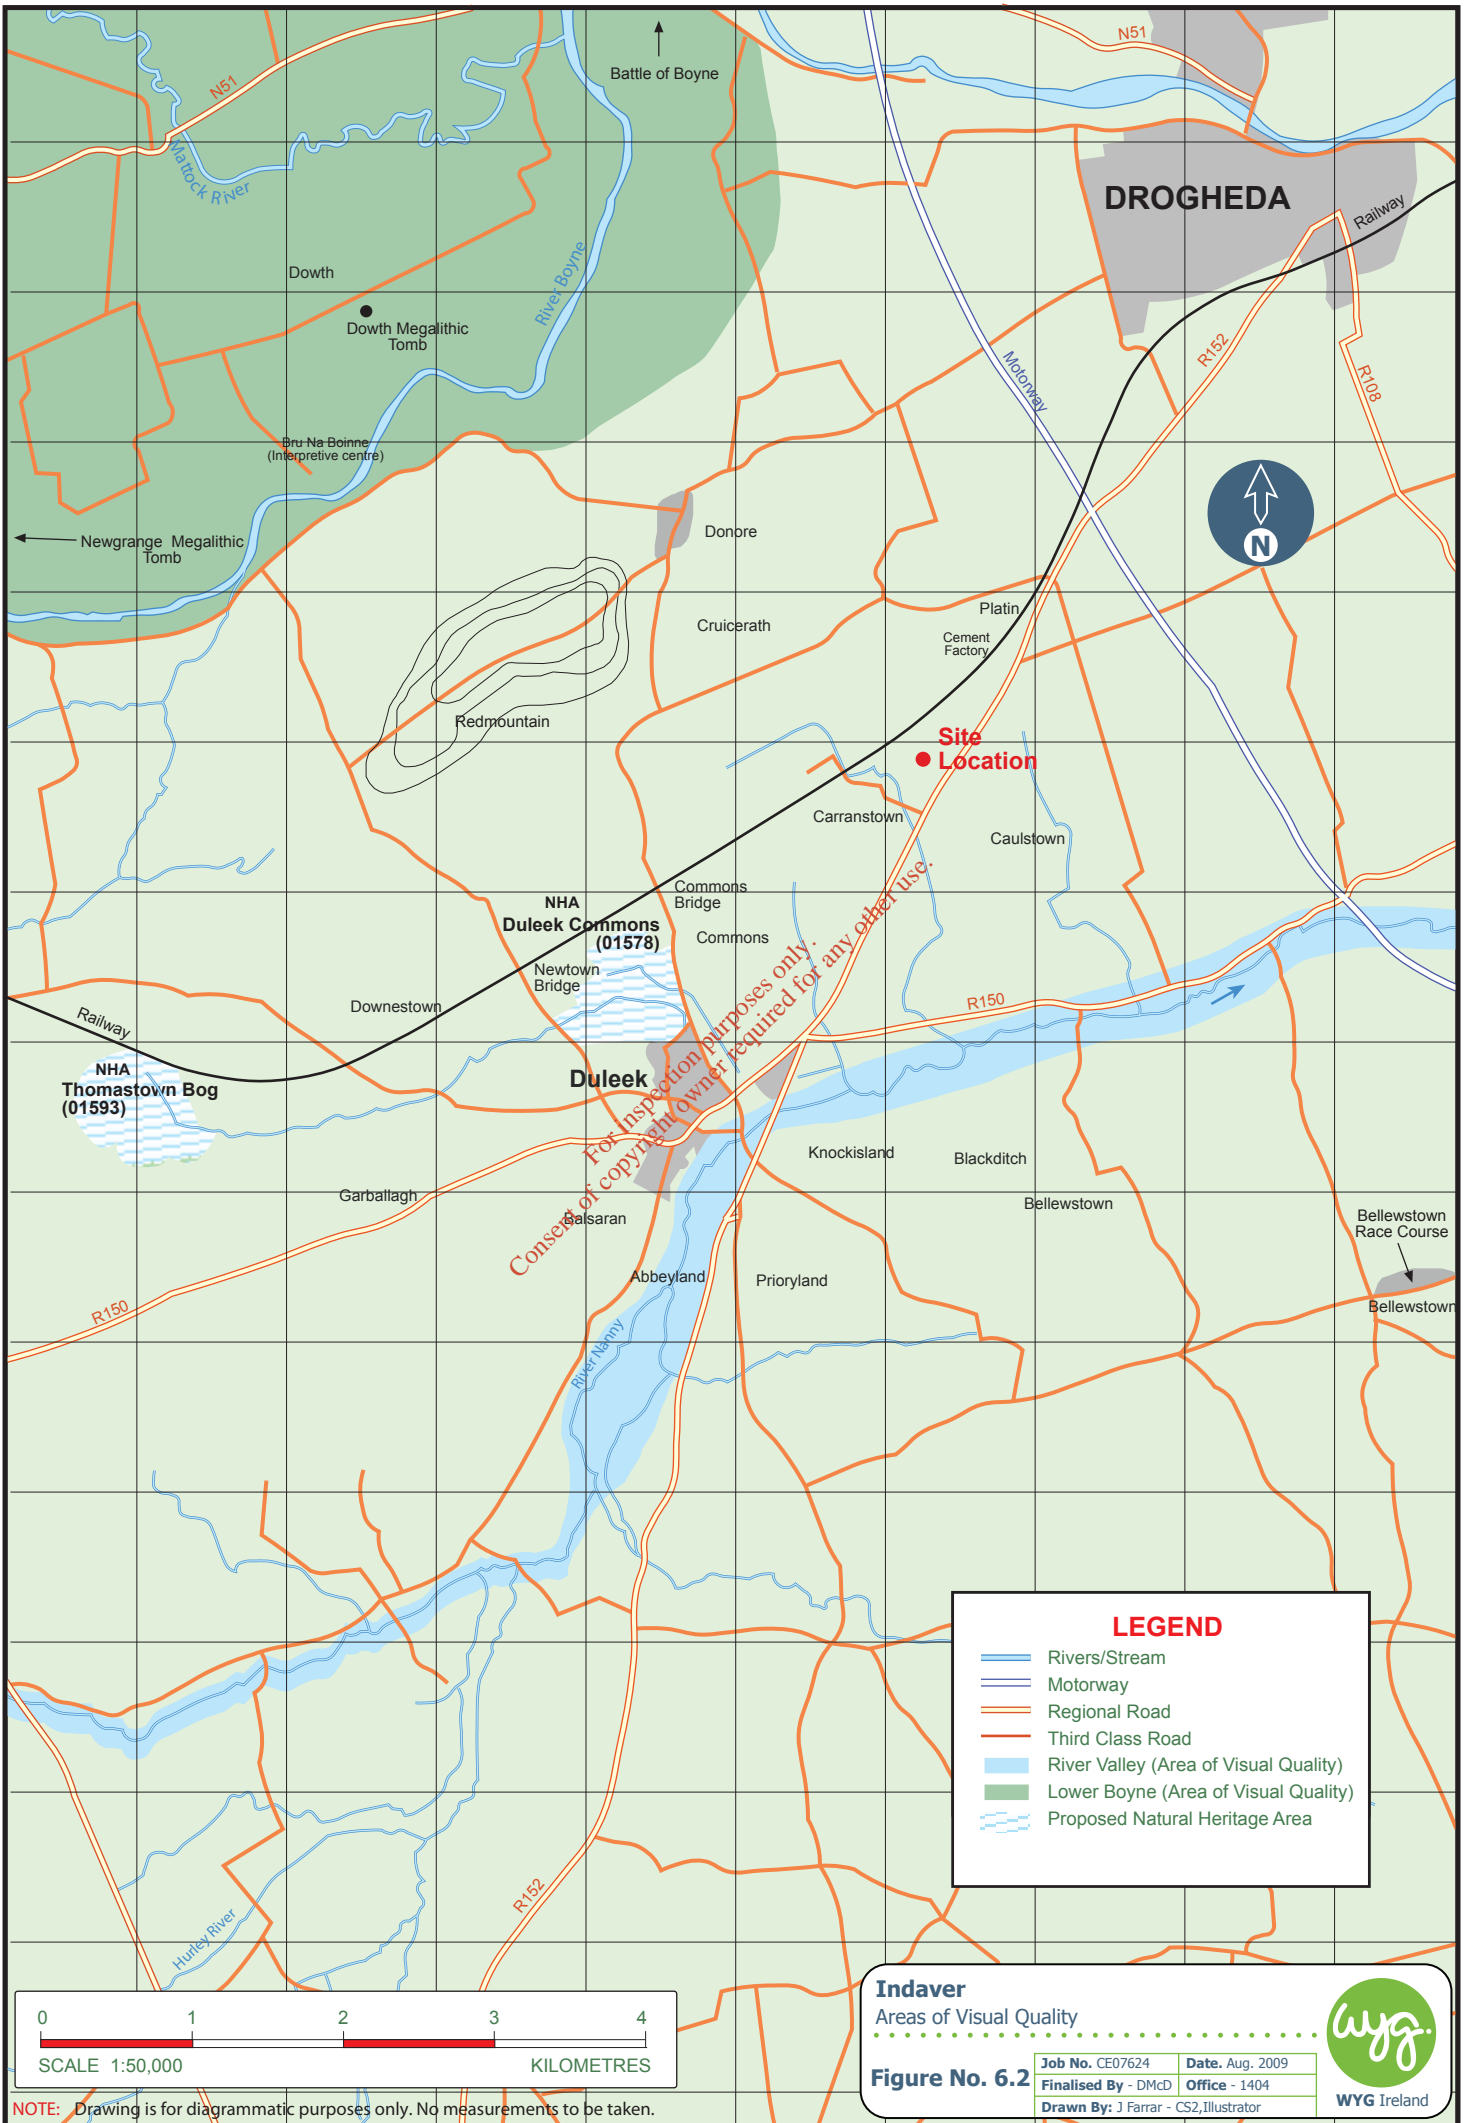 Battle of Boyne
N51
N51
Mattock River
DROGHEDA
Railway
Dowth
River Boyne
Dowth Megalithic
Tomb
Motorway
R152
R108
Bru Na Boinne
(Interpretive centre)
Newgrange Megalithic
Tomb
Donore
N
Platin
Cruicerath
Cement
Factory
Redmountain
Site
Location
Carranstown
Caulstown
Commons
Bridge
NHA
Duleek Commons
(01578)
Commons
Newtown
Bridge
Downestown
R150
Railway
NHA
Thomastown Bog
(01593)
Duleek
For inspection purposes only.
Consent of copyright owner required for any other use.
Knockisland
Blackditch
Garballagh
Bellewstown
Balsaran
Bellewstown
Race Course
Abbeyland
Prioryland
R150
Bellewstown
River Nanny
LEGEND
Rivers/Stream
Motorway
Regional Road
Third Class Road
River Valley (Area of Visual Quality)
Lower Boyne (Area of Visual Quality)
Proposed Natural Heritage Area
R152
Hurley River
0 1 2 3 4
SCALE 1:50,000 KILOMETRES
NOTE: Drawing is for diagrammatic purposes only. No measurements to be taken.
Indaver
Areas of Visual Quality
Figure No. 6.2
Job No. CE07624 Date. Aug. 2009
Finalised By - DMcD Office - 1404
Drawn By: J Farrar - CS2,Illustrator
wyg.
WYG Ireland